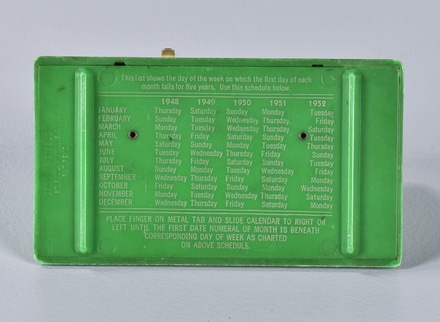 This list shows the day of the week on which the first day of each
month falls for five years. Use this schedule below.
1948 1949 1950 1951 1952
JANUARY Thursday Saturday Sunday Monday Tuesday
FEBRUARY Sunday Tuesday Wednesday Thursday Friday
MARCH Monday Tuesday Wednesday Thursday Saturday
APRIL Thursday Friday Saturday Sunday Tuesday
MAY Saturday Sunday Monday Tuesday Thursday
JUNE Tuesday Wednesday Thursday Friday Sunday
JULY Thursday Friday Saturday Sunday Tuesday
AUGUST Sunday Monday Tuesday Wednesday Friday
SEPTEMBER Wednesday Thursday Friday Saturday Monday
OCTOBER Friday Saturday Sunday Monday Wednesday
NOVEMBER Monday Tuesday Wednesday Thursday Saturday
DECEMBER Wednesday Thursday Friday Saturday Monday
PLACE FINGER ON METAL TAB AND SLIDE CALENDAR TO RIGHT OR
LEFT UNTIL THE FIRST DATE NUMERAL OF MONTH IS BENEATH
CORRESPONDING DAY OF WEEK AS CHARTED
ON ABOVE SCHEDULE.